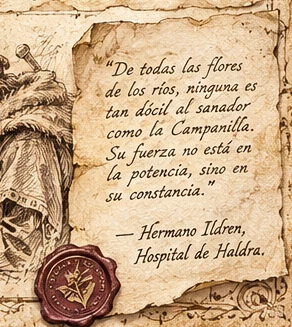 “De todas las flores
de los ríos, ninguna es
tan dócil al sanador
como la Campanilla.
Su fuerza no está en
la potencia, sino en
su constancia.”
— Hermano Ildren,
Hospital de Haldra.